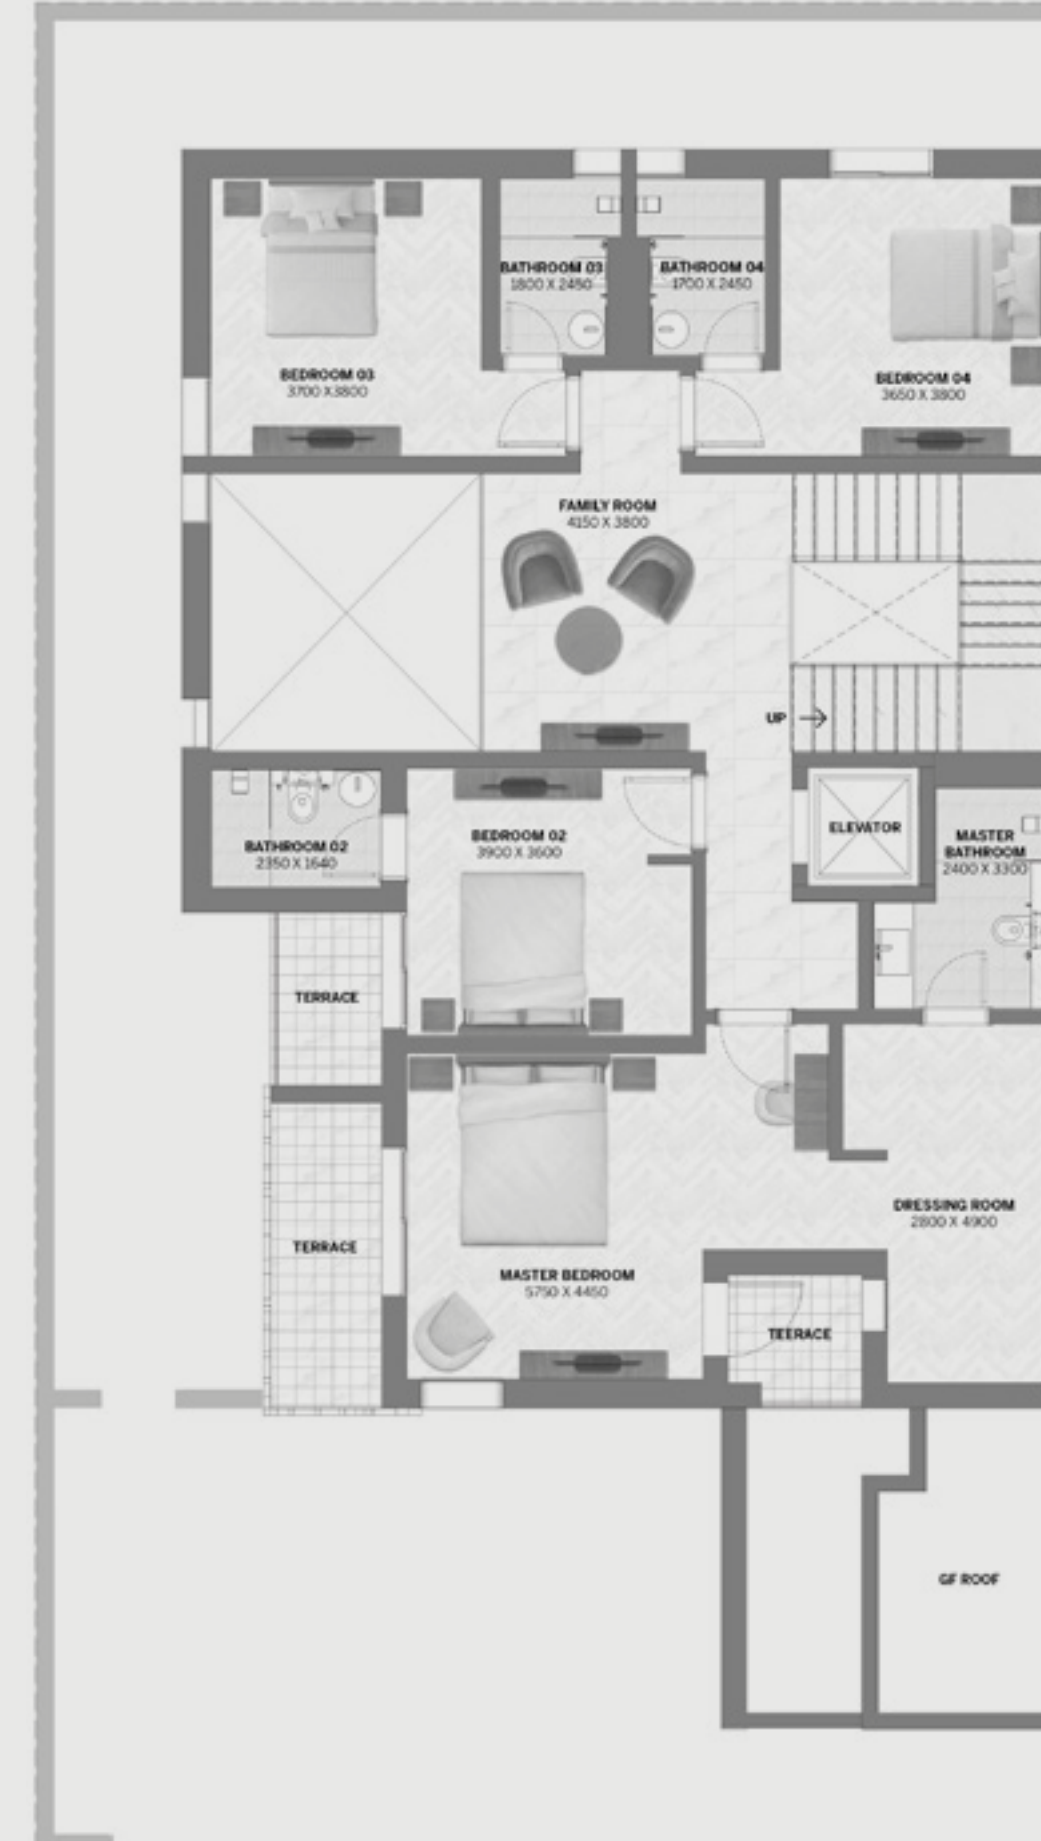 BATHROOM 03
1800 X 2450
BATHROOM 04
1700 X 2450
BEDROOM 03
3700 X3800
BEDROOM 04
3650 X 3800
FAMILY ROOM
4150 X 3800
UP
BATHROOM 02
2350 X 1640
BEDROOM 02
3900 X 3600
ELEVATOR
MASTER
BATHROOM
2400 X 3300
TERRACE
DRESSING ROOM
2800 X 4900
TERRACE
MASTER BEDROOM
5750 X 4450
TEERACE
GF ROOF